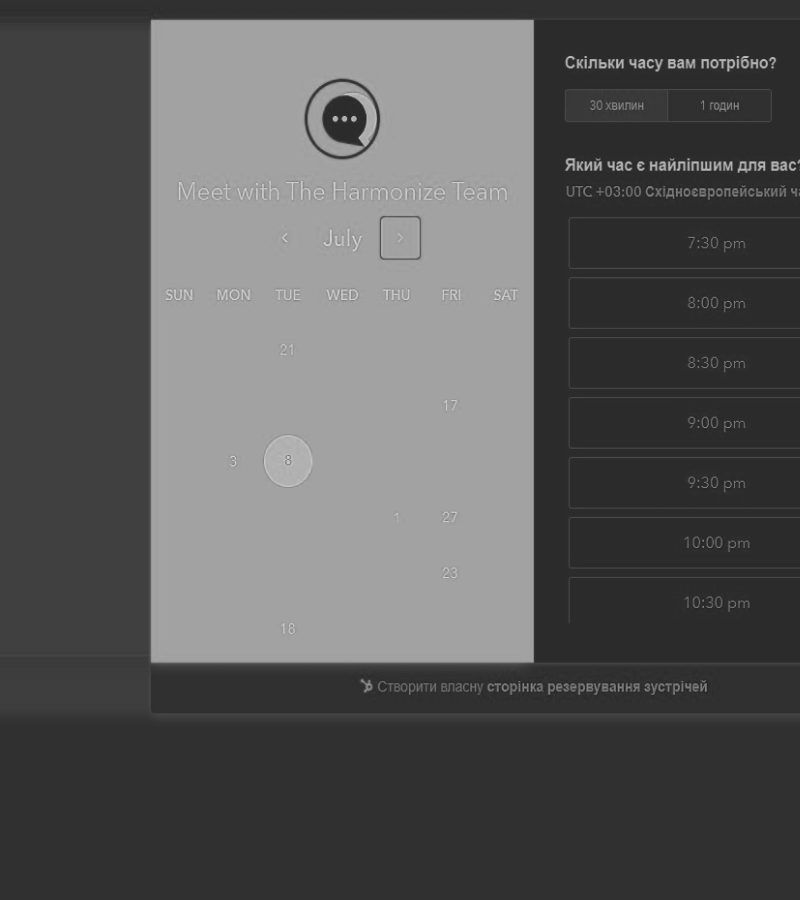 Meet with The Harmonize Team
July
SUN MON TUE WED THU FRI SAT
21
17
3 8
1 27
23
18
Скільки часу вам потрібно?
30 хвилин 1 годин
Який час є найліпшим для вас?
UTC +03:00 Східноєвропейський
7:30 pm
8:00 pm
8:30 pm
9:00 pm
9:30 pm
10:00 pm
10:30 pm
Створити власну сторінка резервування зустрічей